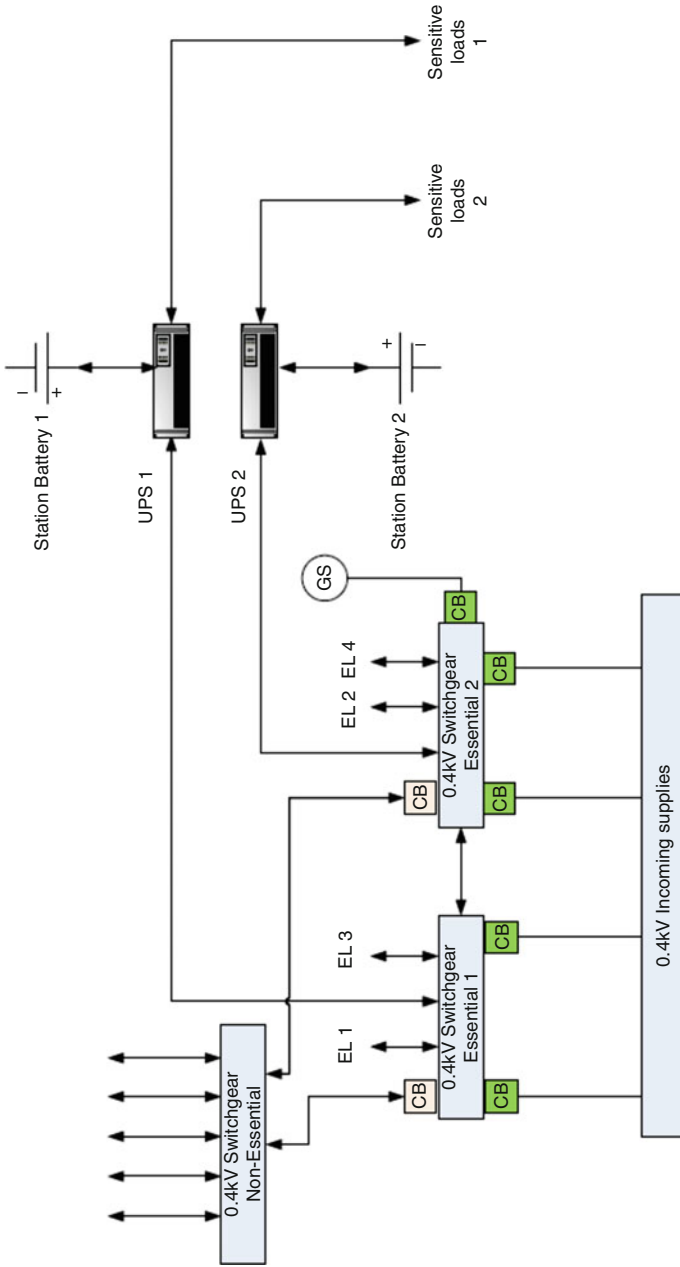 Station Battery 1
–
+
UPS 1
UPS 2
Station Battery 2
+
–
Sensitive
loads
1
Sensitive
loads
2
GS
CB
0.4kV Switchgear
Non-Essential
EL 1
EL 3
EL 2
EL 4
CB
0.4kV Switchgear
Essential 1
CB
CB
CB
0.4kV Switchgear
Essential 2
CB
CB
0.4kV Incoming supplies